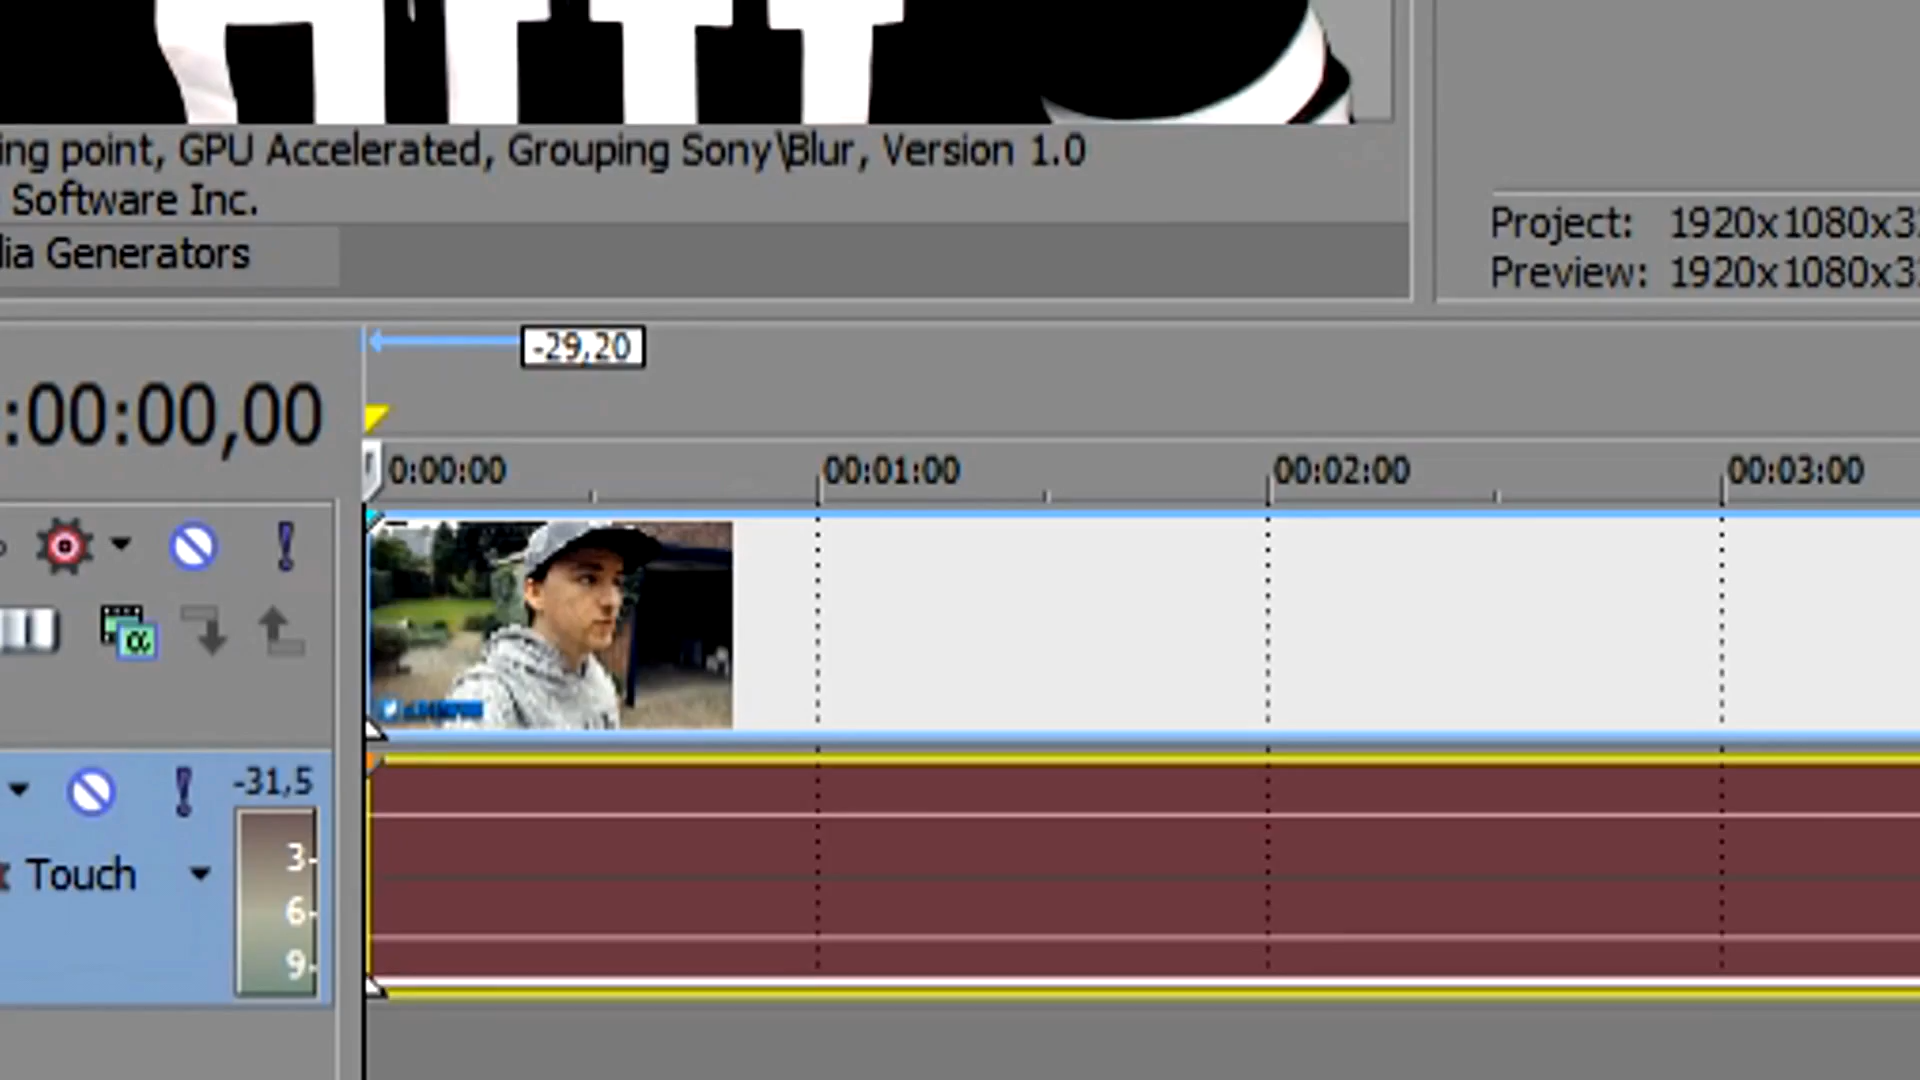 ing point, GPU Accelerated, Grouping Sony\Blur, Version 1.0
Software Inc.
dia Generators
Project: 1920x1080x3
Preview: 1920x1080x3
-29,20
:00:00,00
0:00:00 00:01:00 00:02:00 00:03:00
α
-31,5
Touch
3-
6-
9-